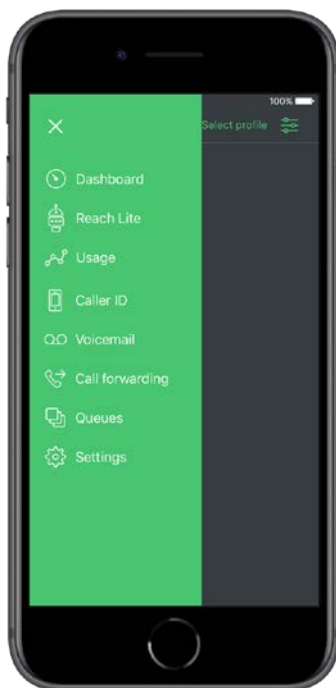 100%
Select profile
Dashboard
Reach Lite
Usage
Caller ID
Voicemail
Call forwarding
Queues
Settings